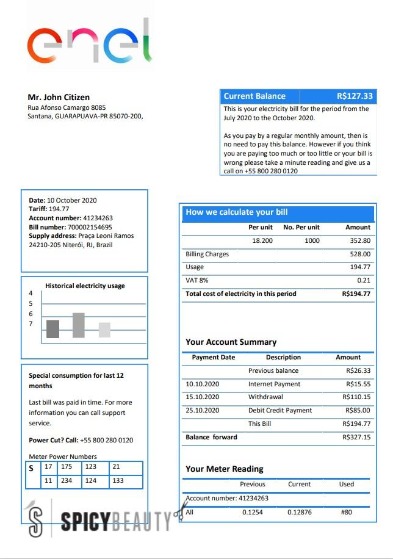 enel
Mr. John Citizen
Rua Afonso Camargo 8085
Santana, GUARAPUAVA-PR 85070-200,
Current Balance R$127.33
This is your electricity bill for the period from the
July 2020 to the October 2020.
As you pay by a regular monthly amount, then is
no need to pay this balance. However if you think
you are paying too much or too little or your bill is
wrong please take a minute reading and give us a
call on +55 800 280 0120
Date: 10 October 2020
Tariff: 194.77
Account number: 41234263
Bill number: 700002154695
Supply address: Praça Leoni Ramos
24210-205 Niterói, RJ, Brazil
How we calculate your bill
Per unit No. Per unit Amount
18.200 1000 352.80
Billing Charges 528.00
Usage 194.77
VAT 8% 0.21
Total cost of electricity in this period R$194.77
Historical electricity usage
4
5
6
7
Your Account Summary
Payment Date Description Amount
Previous balance R$26.33
10.10.2020 Internet Payment R$15.55
15.10.2020 Withdrawal R$110.15
25.10.2020 Debit Credit Payment R$85.00
This Bill R$194.77
Balance forward R$327.15
Special consumption for last 12
months
Last bill was paid in time. For more
information you can call support
service.
Power Cut? Call: +55 800 280 0120
Meter Power Numbers
S 17 175 123 21
11 234 124 133
Your Meter Reading
Previous Current Used
Account number: 41234263
All 0.1254 0.12876 #80
SPICYBEAUTY